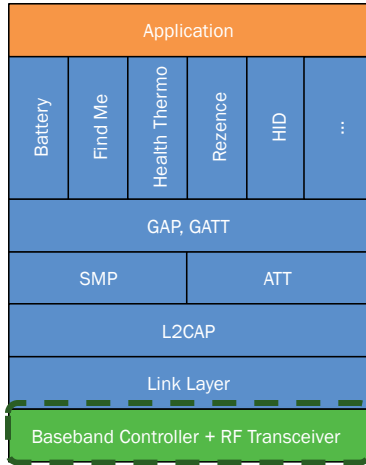 Application
Battery
Find Me
Health Thermo
Rezence
HID
...
GAP, GATT
SMP
ATT
L2CAP
Link Layer
Baseband Controller + RF Transceiver